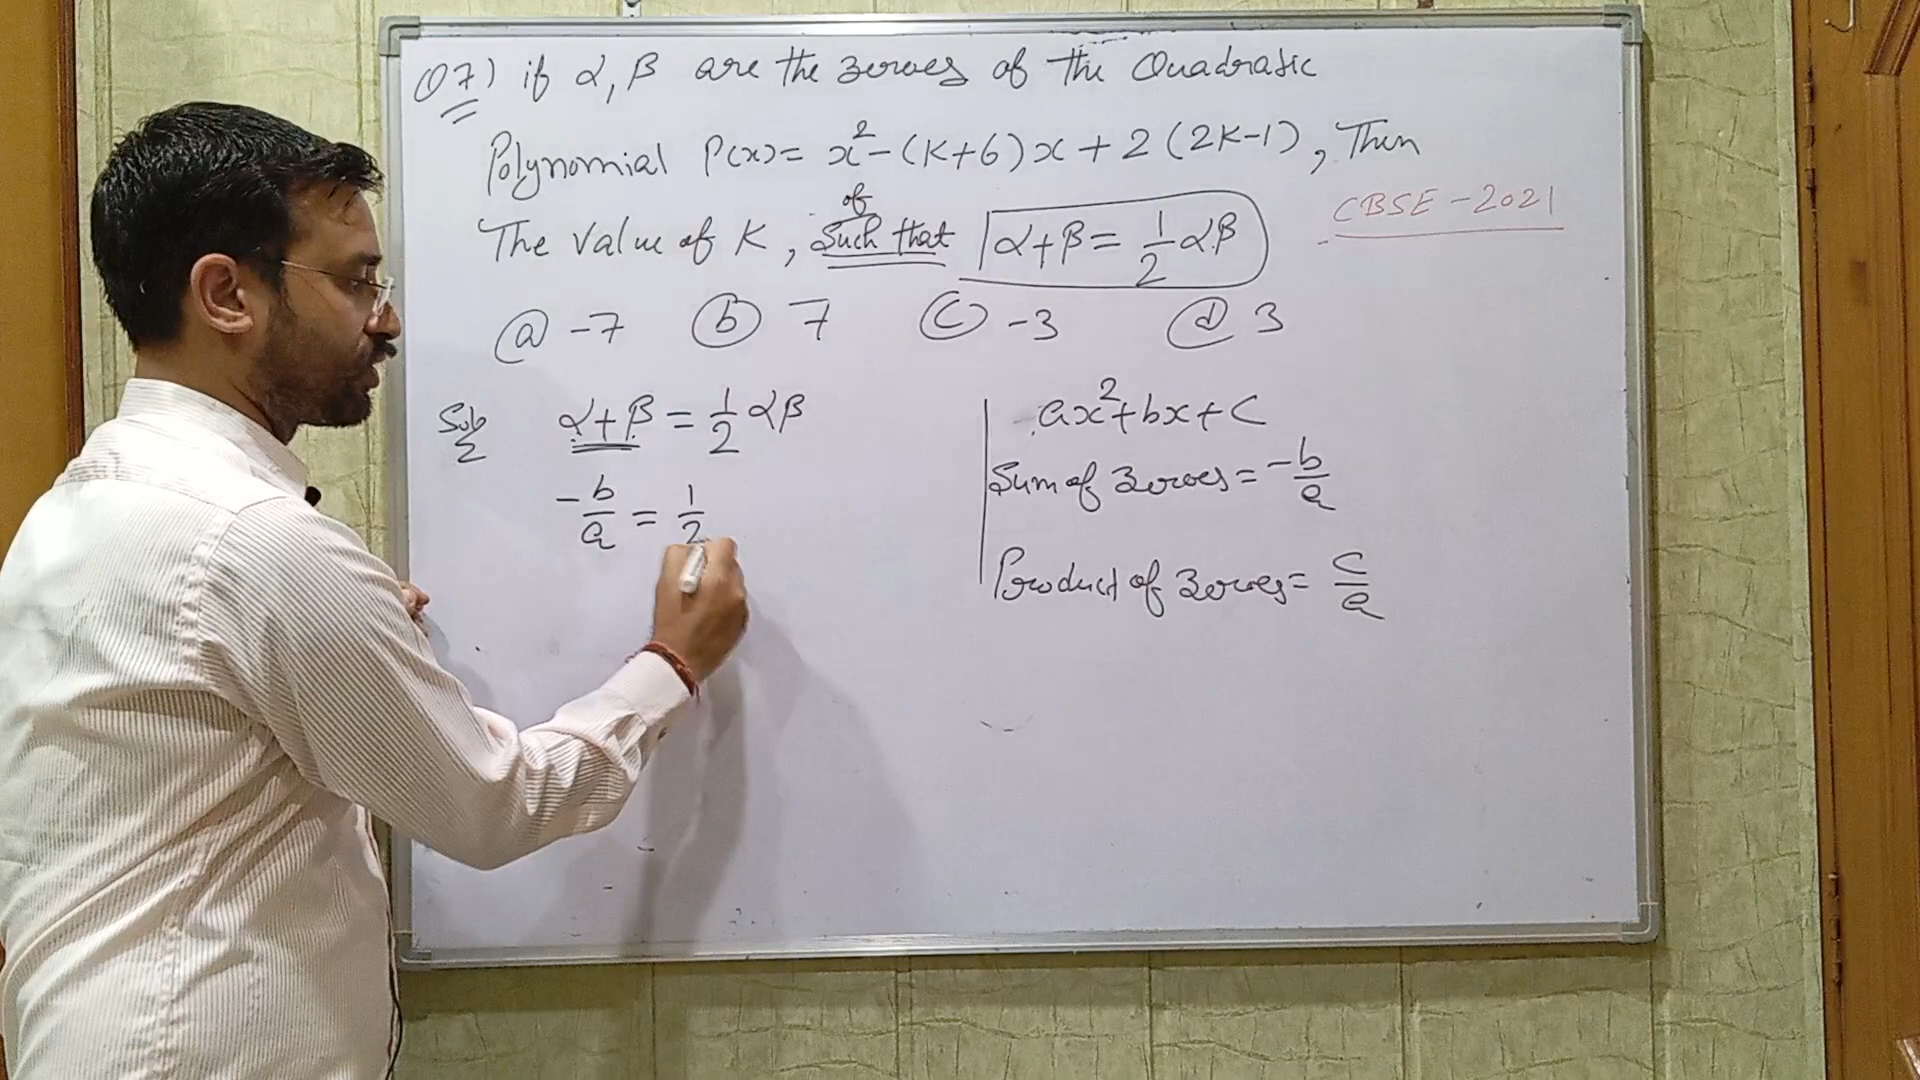 Q7) if α, β are the zeroes of the Quadratic
Polynomial P(x) = x² - (K+6)x + 2(2K-1), Then
The value of K, of Such that α+β = 1/2 αβ
CBSE - 2021
(a) -7 (b) 7 (c) -3 (d) 3
Sol α+β = 1/2 αβ
-b/a = 1/2
ax²+bx+c
Sum of Zeroes = -b/a
Product of Zeroes = c/a